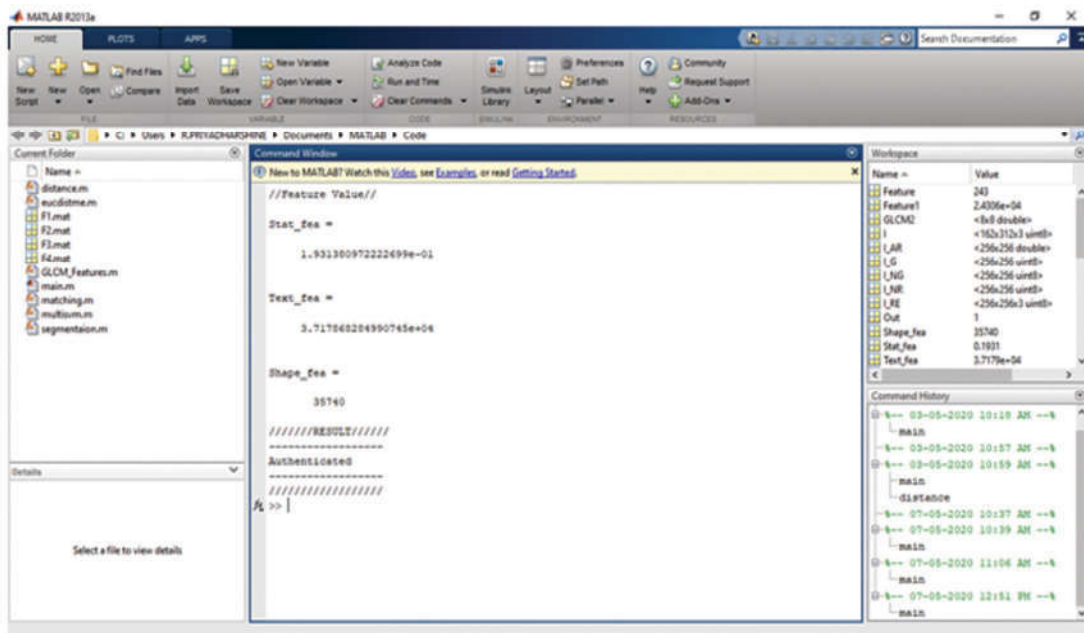 MATLAB R2013a
HOME PLOTS APPS
Search Documentation
New Script
New
Open
Find Files
Compare
Import Data
Save Workspace
New Variable
Open Variable
Clear Workspace
Analyze Code
Run and Time
Clear Commands
Simulink Library
Layout
Preferences
Set Path
Parallel
Help
Community
Request Support
Add-Ons
FILE VARIABLE CODE SIMULINK ENVIRONMENT RESOURCES
C: Users R.PRIYADHARSHINE Documents MATLAB Code
Current Folder
Name
distance.m
eucdistme.m
F1.mat
F2.mat
F3.mat
F4.mat
GLCM_Features.m
main.m
matching.m
multisvm.m
segmentaion.m
Details
Select a file to view details
Command Window
New to MATLAB? Watch this Video, see Examples, or read Getting Started.
//Feature Value//
Stat_fea =
1.931380972222699e-01
Text_fea =
3.717868284990745e+04
Shape_fea =
35740
///////RESULT//////
------------------
Authenticated
------------------
//////////////////
fx >>
Workspace
Name Value
Feature 243
Feature1 2.4306e+04
GLCM2 <8x8 double>
I <162x312x3 uint8>
I_AR <256x256 double>
I_G <256x256 uint8>
I_NG <256x256 uint8>
I_NR <256x256 uint8>
I_RE <256x256x3 uint8>
Out 1
Shape_fea 35740
Stat_fea 0.1931
Text_fea 3.7179e+04
Command History
%-- 03-05-2020 10:18 AM --%
main
%-- 03-05-2020 10:57 AM --%
%-- 03-05-2020 10:59 AM --%
main
distance
%-- 07-05-2020 10:37 AM --%
%-- 07-05-2020 10:39 AM --%
main
%-- 07-05-2020 11:06 AM --%
main
%-- 07-05-2020 12:51 PM --%
main